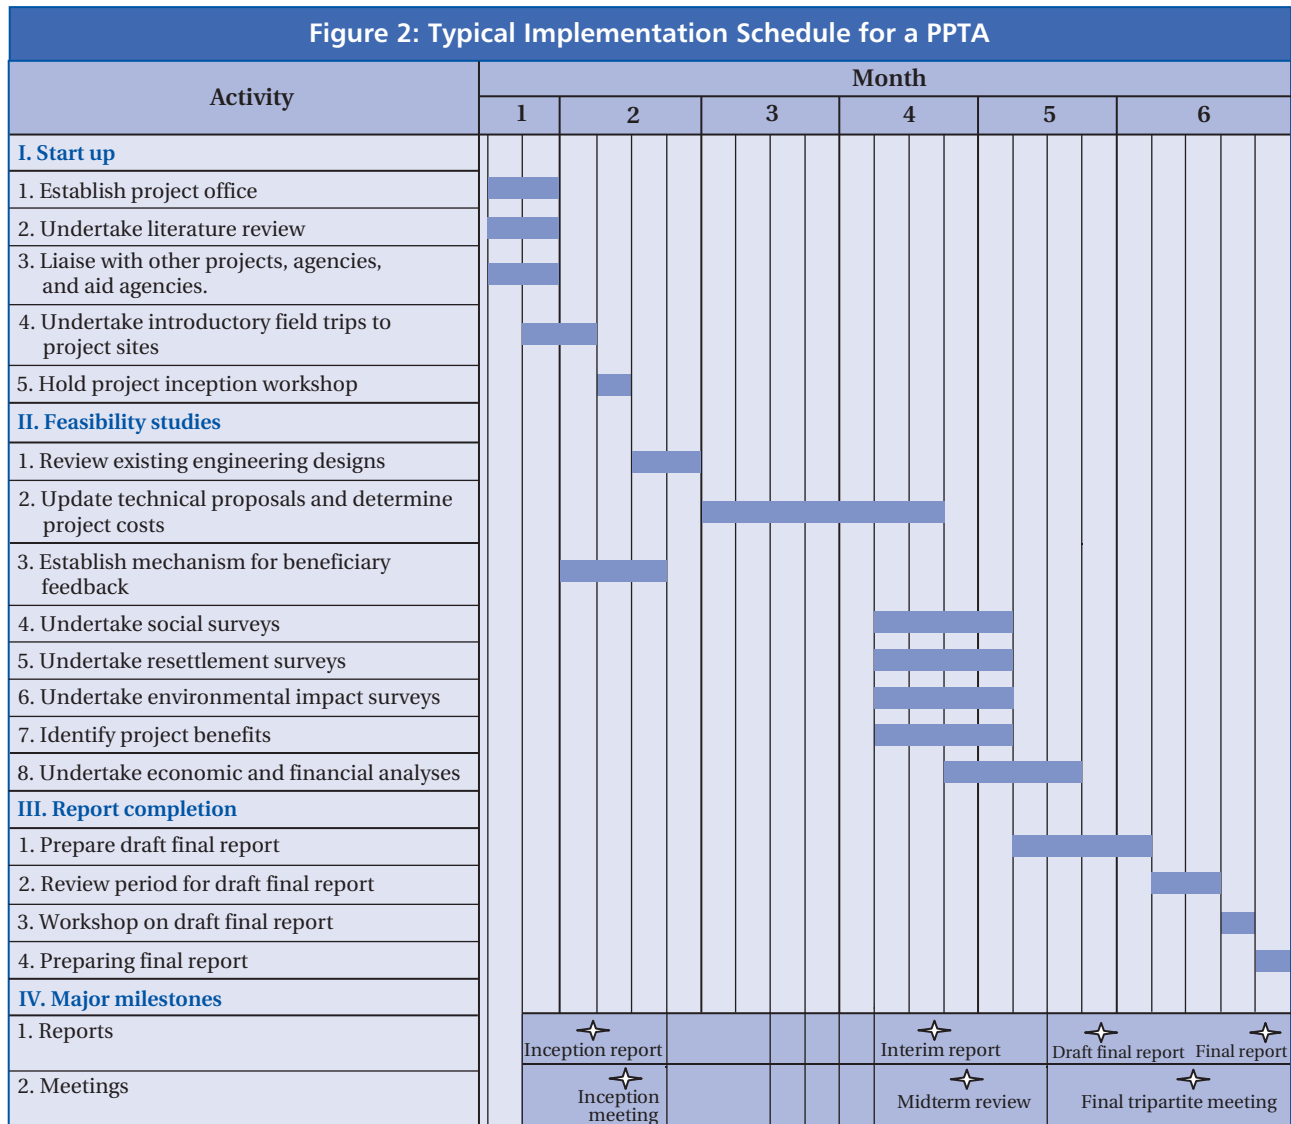 Figure 2: Typical Implementation Schedule for a PPTA
Activity
Month
1 2 3 4 5 6
I. Start up
1. Establish project office
2. Undertake literature review
3. Liaise with other projects, agencies,
and aid agencies.
4. Undertake introductory field trips to
project sites
5. Hold project inception workshop
II. Feasibility studies
1. Review existing engineering designs
2. Update technical proposals and determine
project costs
3. Establish mechanism for beneficiary
feedback
4. Undertake social surveys
5. Undertake resettlement surveys
6. Undertake environmental impact surveys
7. Identify project benefits
8. Undertake economic and financial analyses
III. Report completion
1. Prepare draft final report
2. Review period for draft final report
3. Workshop on draft final report
4. Preparing final report
IV. Major milestones
1. Reports
Inception report Interim report Draft final report Final report
2. Meetings
Inception
meeting
Midterm review Final tripartite meeting